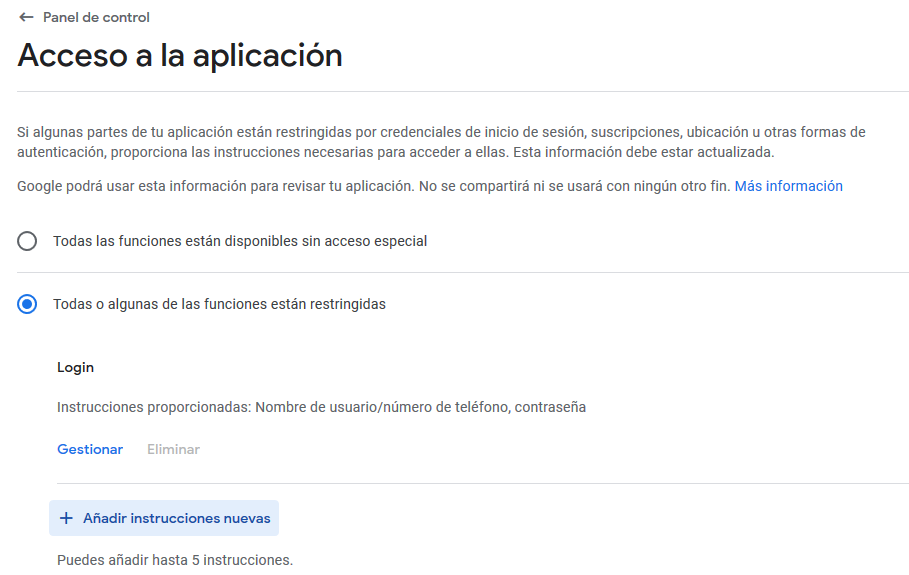 Panel de control
Acceso a la aplicación
Si algunas partes de tu aplicación están restringidas por credenciales de inicio de sesión, suscripciones, ubicación u otras formas de
autenticación, proporciona las instrucciones necesarias para acceder a ellas. Esta información debe estar actualizada.
Google podrá usar esta información para revisar tu aplicación. No se compartirá ni se usará con ningún otro fin. Más información
Todas las funciones están disponibles sin acceso especial
Todas o algunas de las funciones están restringidas
Login
Instrucciones proporcionadas: Nombre de usuario/número de teléfono, contraseña
Gestionar Eliminar
+ Añadir instrucciones nuevas
Puedes añadir hasta 5 instrucciones.